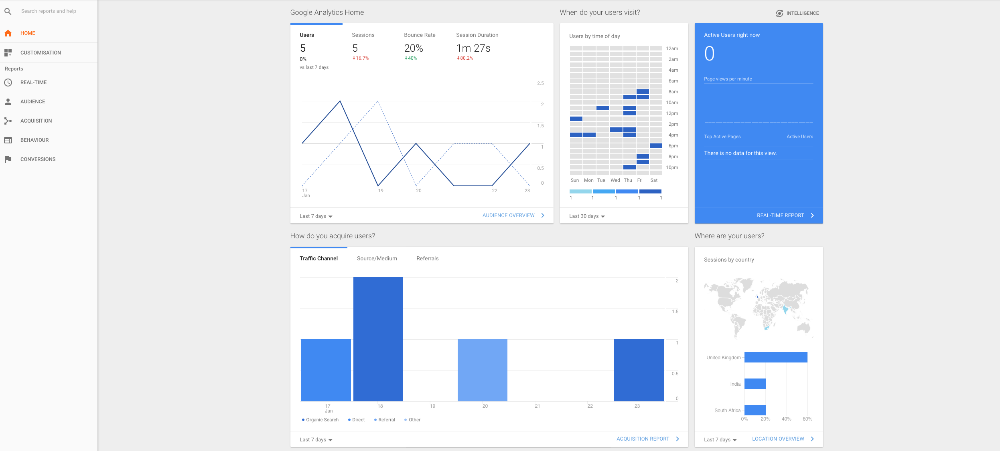 Search reports and help
HOME
CUSTOMISATION
Reports
REAL-TIME
AUDIENCE
ACQUISITION
BEHAVIOUR
CONVERSIONS
Google Analytics Home
Users
5
0%
vs last 7 days
Sessions
5
16.7%
Bounce Rate
20%
40%
Session Duration
1m 27s
80.2%
2.5
2
1.5
1
0.5
0
17 19 20 22 23
Jan
Last 7 days
AUDIENCE OVERVIEW
When do your users visit?
Users by time of day
12am
2am
4am
6am
8am
10am
12pm
2pm
4pm
6pm
8pm
10pm
Sun Mon Tue Wed Thu Fri Sat
1 1 1 1 1
Last 30 days
INTELLIGENCE
Active Users right now
0
Page views per minute
Top Active Pages Active Users
There is no data for this view.
REAL-TIME REPORT
How do you acquire users?
Traffic Channel Source/Medium Referrals
2
1.5
1
0.5
0
17 18 19 20 21 22 23
Jan
Organic Search Direct Referral Other
Last 7 days
ACQUISITION REPORT
Where are your users?
Sessions by country
United Kingdom
India
South Africa
0% 20% 40% 60%
Last 7 days
LOCATION OVERVIEW